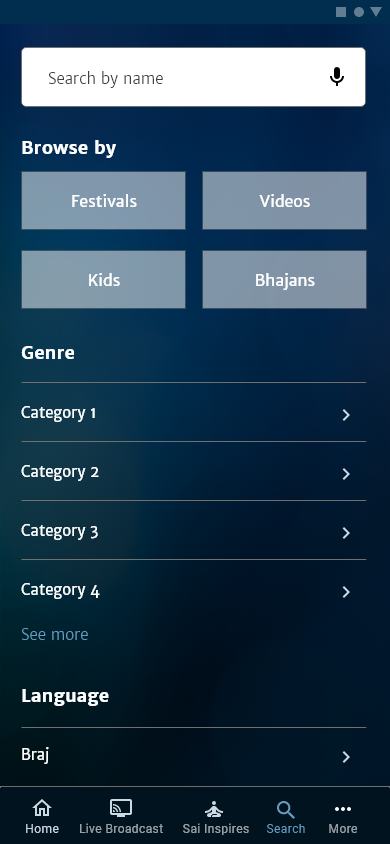 Search by name
Browse by
Festivals
Videos
Kids
Bhajans
Genre
Category 1
Category 2
Category 3
Category 4
See more
Language
Braj
Home
Live Broadcast
Sai Inspires
Search
More